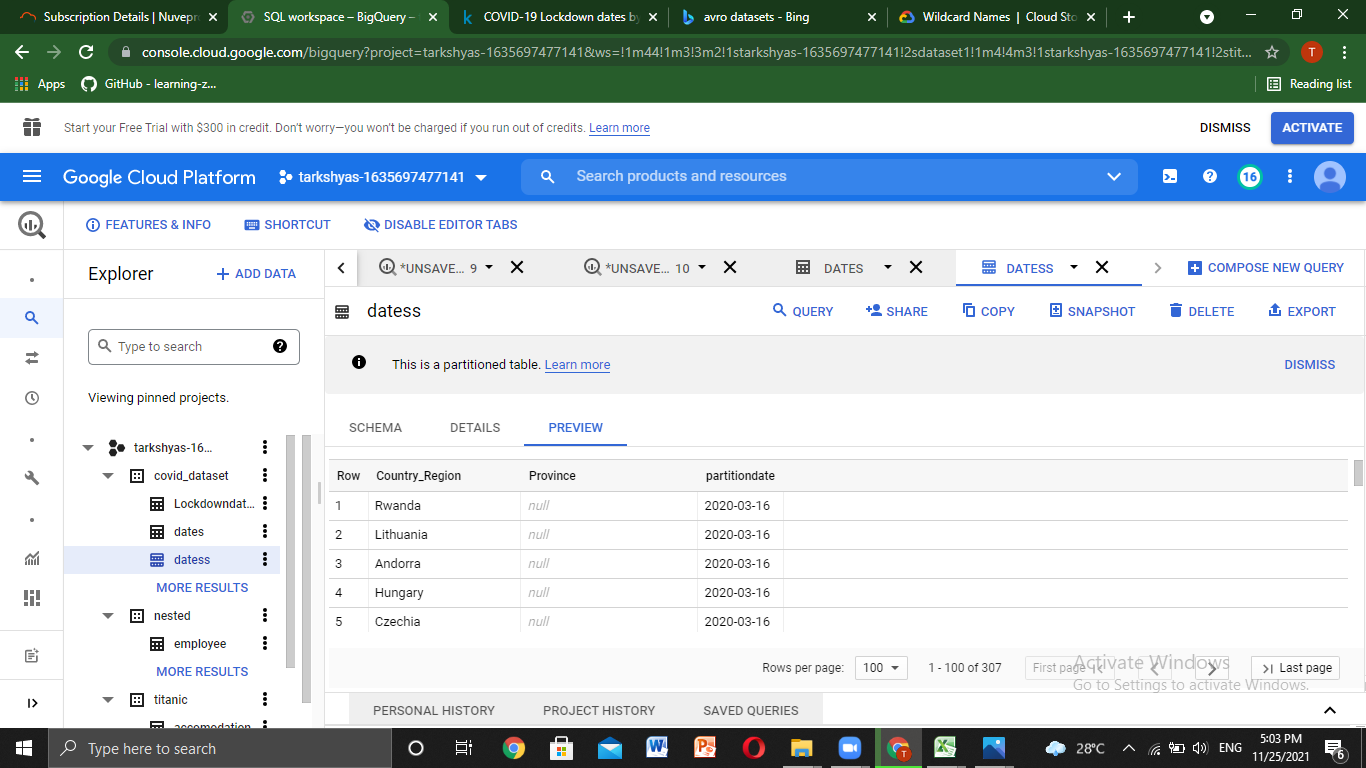 Subscription Details | Nuvepr
SQL workspace – BigQuery –
COVID-19 Lockdown dates by
avro datasets - Bing
Wildcard Names | Cloud Sto
console.cloud.google.com/bigquery?project=tarkshyas-1635697477141&ws=!1m44!1m3!3m2!1starkshyas-1635697477141!2sdataset1!1m4!4m3!1starkshyas-1635697477141!2stit...
T
Apps
GitHub - learning-z...
Reading list
Start your Free Trial with $300 in credit. Don't worry—you won't be charged if you run out of credits. Learn more
DISMISS
ACTIVATE
Google Cloud Platform
tarkshyas-1635697477141
Search products and resources
16
FEATURES & INFO
SHORTCUT
DISABLE EDITOR TABS
Explorer
+ ADD DATA
*UNSAVE... 9
*UNSAVE... 10
DATES
DATESS
COMPOSE NEW QUERY
datess
QUERY
SHARE
COPY
SNAPSHOT
DELETE
EXPORT
Type to search
This is a partitioned table. Learn more
DISMISS
Viewing pinned projects.
SCHEMA
DETAILS
PREVIEW
tarkshyas-16...
covid_dataset
Lockdowndat...
dates
datess
MORE RESULTS
nested
employee
MORE RESULTS
titanic
accomodation
Row Country_Region Province partitiondate
1 Rwanda null 2020-03-16
2 Lithuania null 2020-03-16
3 Andorra null 2020-03-16
4 Hungary null 2020-03-16
5 Czechia null 2020-03-16
Rows per page: 100
1 - 100 of 307
First page
Last page
Activate Windows
Go to Settings to activate Windows.
PERSONAL HISTORY
PROJECT HISTORY
SAVED QUERIES
Type here to search
T
28°C
ENG
5:03 PM
11/25/2021
6